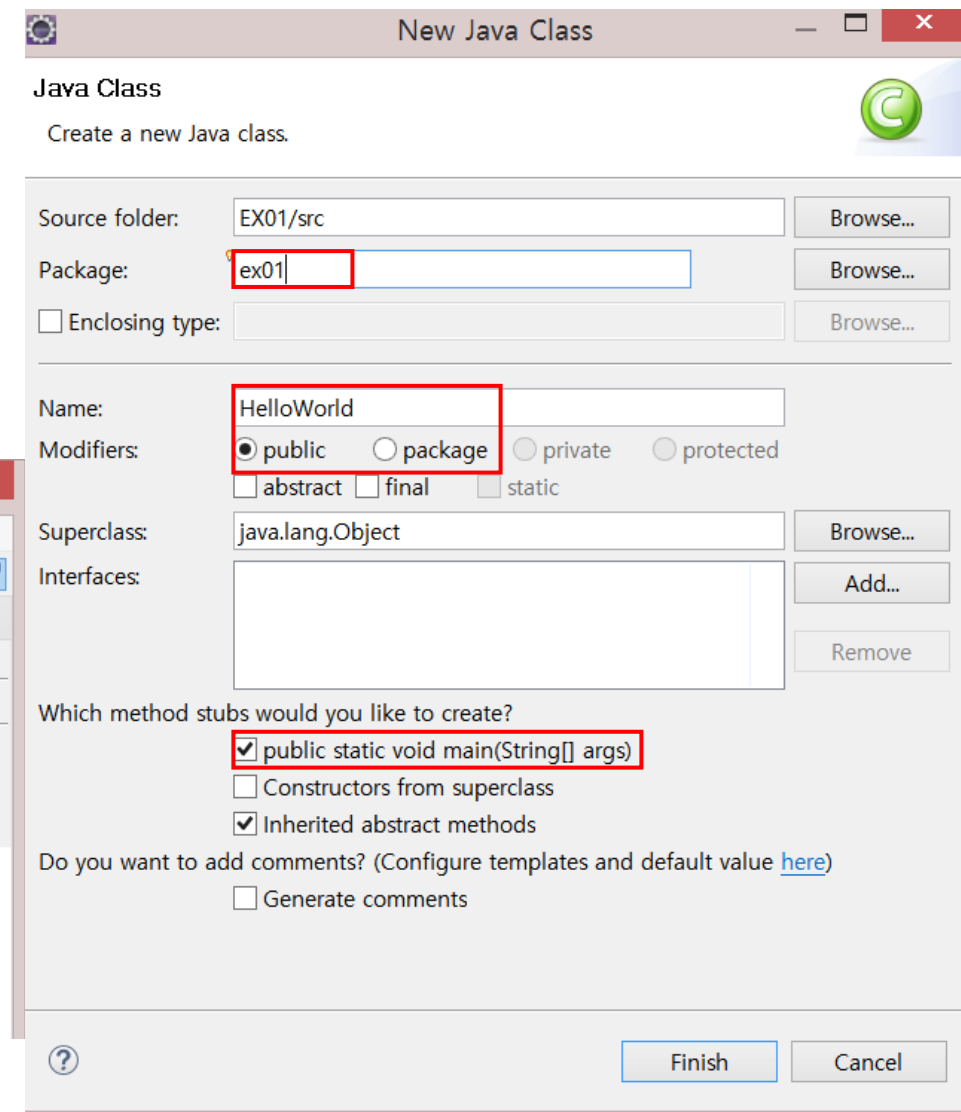 New Java Class
Java Class
Create a new Java class.
Source folder: EX01/src Browse...
Package: ex01 Browse...
Enclosing type: Browse...
Name: HelloWorld
Modifiers: public package private protected
abstract final static
Superclass: java.lang.Object Browse...
Interfaces: Add...
Remove
Which method stubs would you like to create?
public static void main(String[] args)
Constructors from superclass
Inherited abstract methods
Do you want to add comments? (Configure templates and default value here)
Generate comments
? Finish Cancel